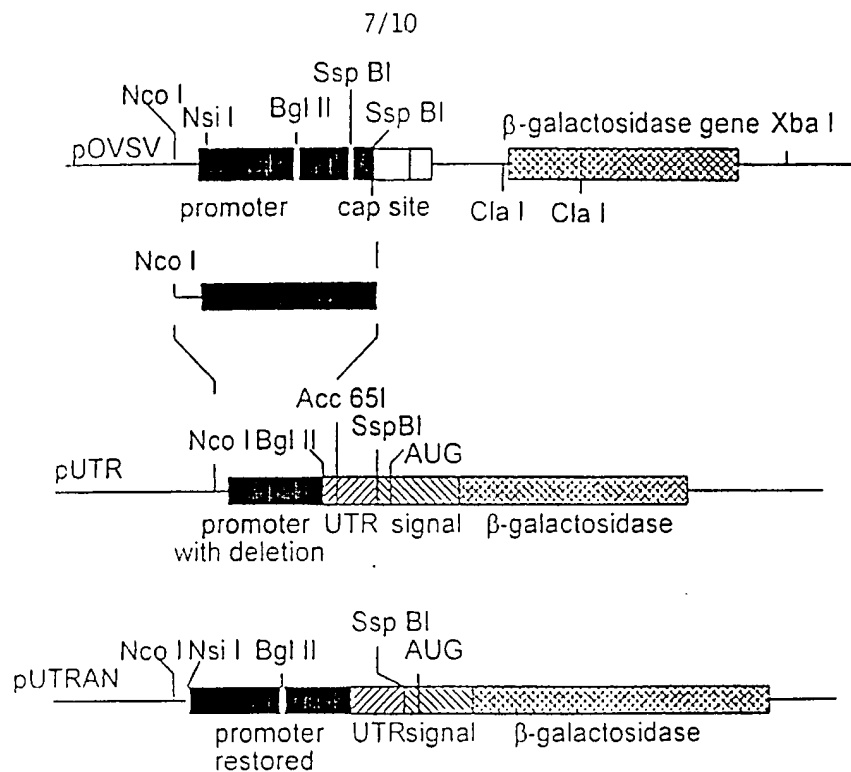 7/10
Ssp BI
Nco I
Nsi I
Bgl II
Ssp BI
β-galactosidase gene
Xba I
pOVSV
promoter
cap site
Cla I
Cla I
Nco I
Acc 65I
SspBI
Nco I
Bgl II
AUG
pUTR
promoter
with deletion
UTR
signal
β-galactosidase
Ssp BI
Nco I
Nsi I
Bgl II
AUG
pUTRAN
promoter
restored
UTR
signal
β-galactosidase